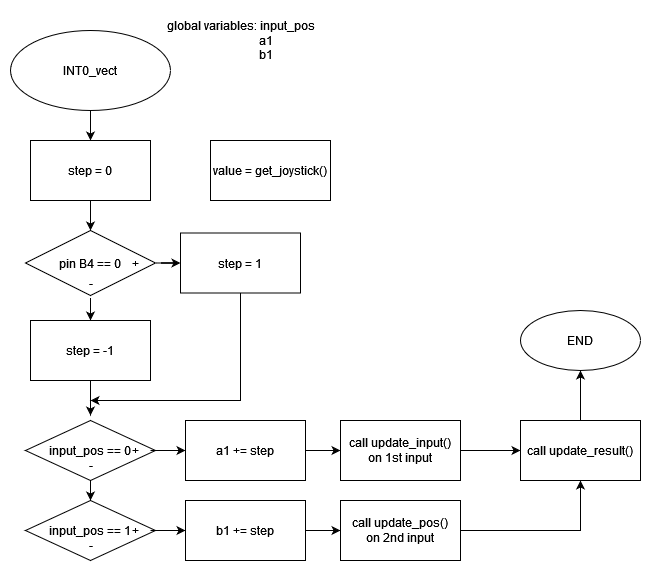 global variables: input_pos
a1
b1
INT0_vect
step = 0
value = get_joystick()
pin B4 == 0 +
-
step = 1
step = -1
END
input_pos == 0+
-
a1 += step
call update_input()
on 1st input
call update_result()
input_pos == 1+
-
b1 += step
call update_pos()
on 2nd input